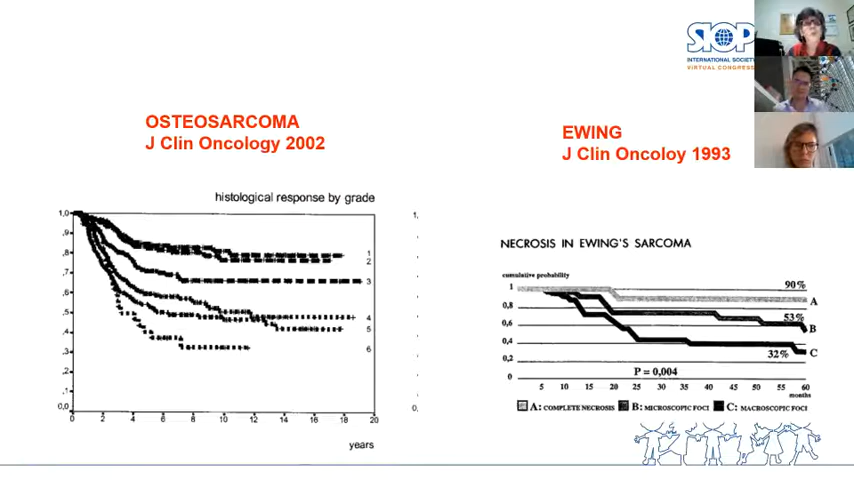 SIOP
INTERNATIONAL SOCIETY
VIRTUAL CONGRESS
OSTEOSARCOMA
J Clin Oncology 2002
EWING
J Clin Oncoloy 1993
histological response by grade
1,0
,8
,7
,6
,5
,4
,3
,2
,1
0,0
1
2
3
4
5
6
0 2 4 6 8 10 12 14 16 18 20
years
1,
0,
NECROSIS IN EWING'S SARCOMA
cumulative probability
1
0,8
0,6
0,4
0,2
0
90%
A
53%
B
32%
C
P = 0,004
5 10 15 20 25 30 35 40 45 50 55 60
months
A: COMPLETE NECROSIS B: MICROSCOPIC FOCI C: MACROSCOPIC FOCI